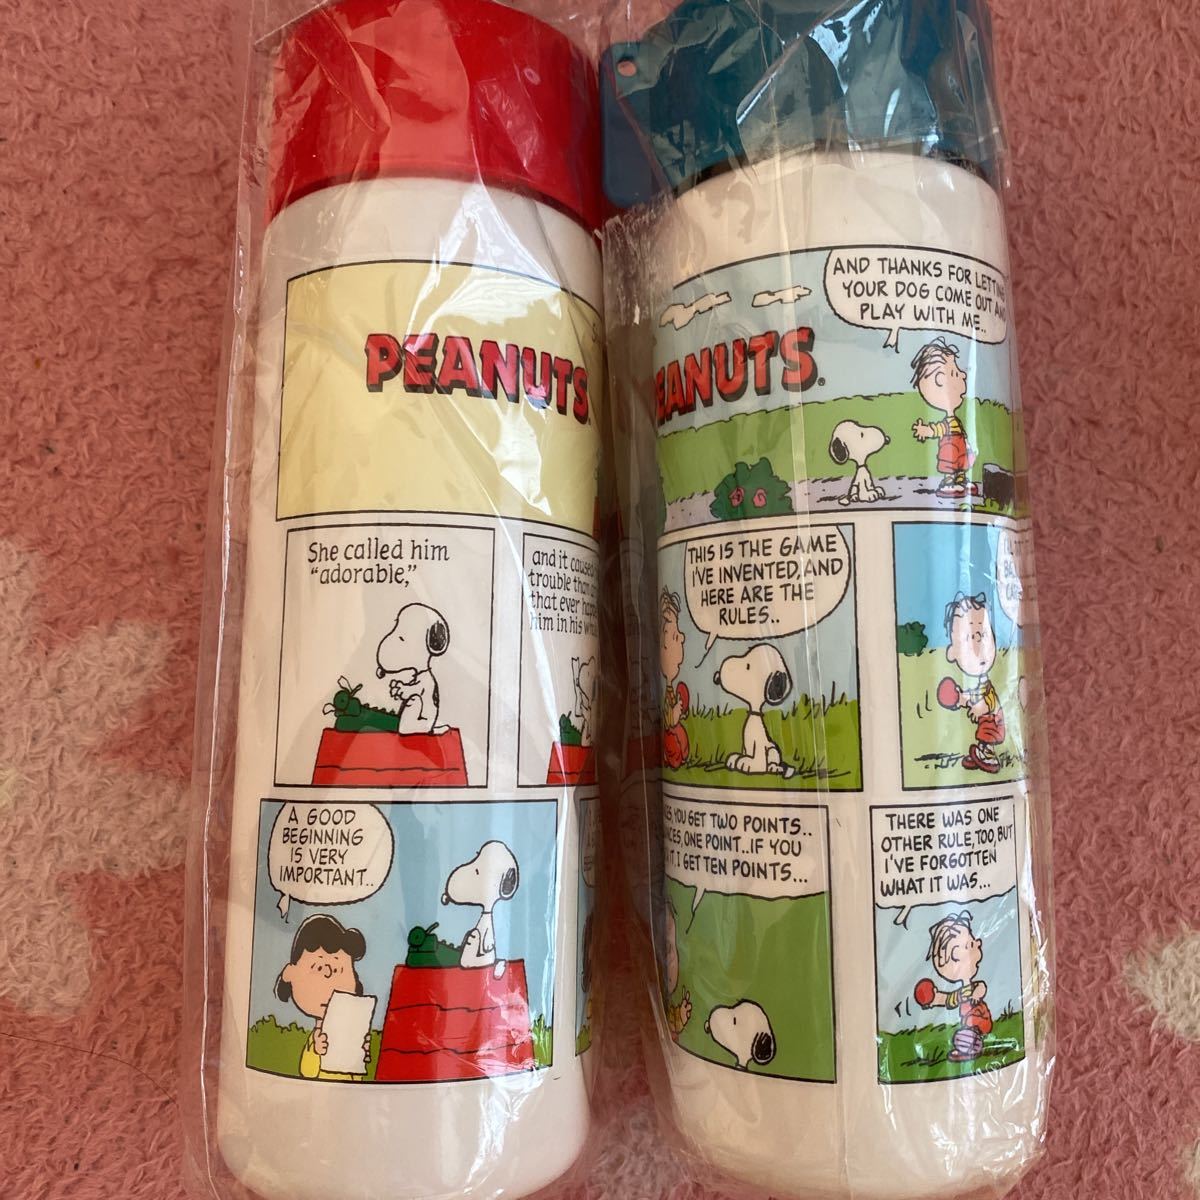 PEANUTS
She called him
"adorable,"
and it caused
trouble than
that ever
him in his
A GOOD
BEGINNING
IS VERY
IMPORTANT..
AND THANKS FOR LETTING
YOUR DOG COME OUT AND
PLAY WITH ME..
PEANUTS®
THIS IS THE GAME
I'VE INVENTED, AND
HERE ARE THE
RULES..
YOU GET TWO POINTS..
ONE POINT..IF YOU
I GET TEN POINTS...
THERE WAS ONE
OTHER RULE, TOO, BUT
I'VE FORGOTTEN
WHAT IT WAS...